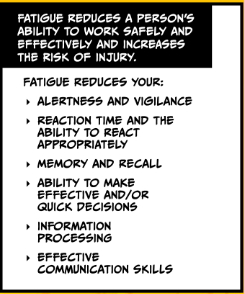 FATIGUE REDUCES A PERSON'S
ABILITY TO WORK SAFELY AND
EFFECTIVELY AND INCREASES
THE RISK OF INJURY.
FATIGUE REDUCES YOUR:
‣ ALERTNESS AND VIGILANCE
‣ REACTION TIME AND THE
ABILITY TO REACT
APPROPRIATELY
‣ MEMORY AND RECALL
‣ ABILITY TO MAKE
EFFECTIVE AND/OR
QUICK DECISIONS
‣ INFORMATION
PROCESSING
‣ EFFECTIVE
COMMUNICATION SKILLS